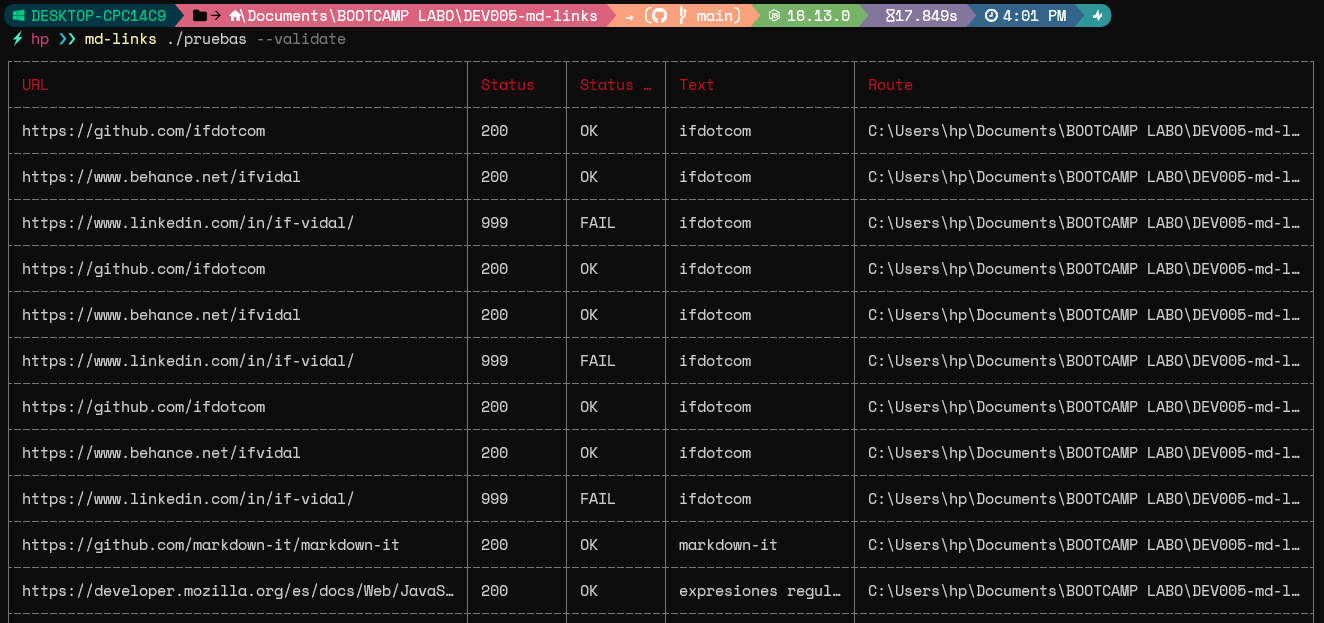 DESKTOP-CPC14C9 → \Documents\BOOTCAMP LABO\DEV005-md-links → ( main) 16.13.0 17.849s 4:01 PM
hp ❯❯ md-links ./pruebas --validate
URL Status Status … Text Route
https://github.com/ifdotcom 200 OK ifdotcom C:\Users\hp\Documents\BOOTCAMP LABO\DEV005-md-l…
https://www.behance.net/ifvidal 200 OK ifdotcom C:\Users\hp\Documents\BOOTCAMP LABO\DEV005-md-l…
https://www.linkedin.com/in/if-vidal/ 999 FAIL ifdotcom C:\Users\hp\Documents\BOOTCAMP LABO\DEV005-md-l…
https://github.com/ifdotcom 200 OK ifdotcom C:\Users\hp\Documents\BOOTCAMP LABO\DEV005-md-l…
https://www.behance.net/ifvidal 200 OK ifdotcom C:\Users\hp\Documents\BOOTCAMP LABO\DEV005-md-l…
https://www.linkedin.com/in/if-vidal/ 999 FAIL ifdotcom C:\Users\hp\Documents\BOOTCAMP LABO\DEV005-md-l…
https://github.com/ifdotcom 200 OK ifdotcom C:\Users\hp\Documents\BOOTCAMP LABO\DEV005-md-l…
https://www.behance.net/ifvidal 200 OK ifdotcom C:\Users\hp\Documents\BOOTCAMP LABO\DEV005-md-l…
https://www.linkedin.com/in/if-vidal/ 999 FAIL ifdotcom C:\Users\hp\Documents\BOOTCAMP LABO\DEV005-md-l…
https://github.com/markdown-it/markdown-it 200 OK markdown-it C:\Users\hp\Documents\BOOTCAMP LABO\DEV005-md-l…
https://developer.mozilla.org/es/docs/Web/JavaS… 200 OK expresiones regul… C:\Users\hp\Documents\BOOTCAMP LABO\DEV005-md-l…